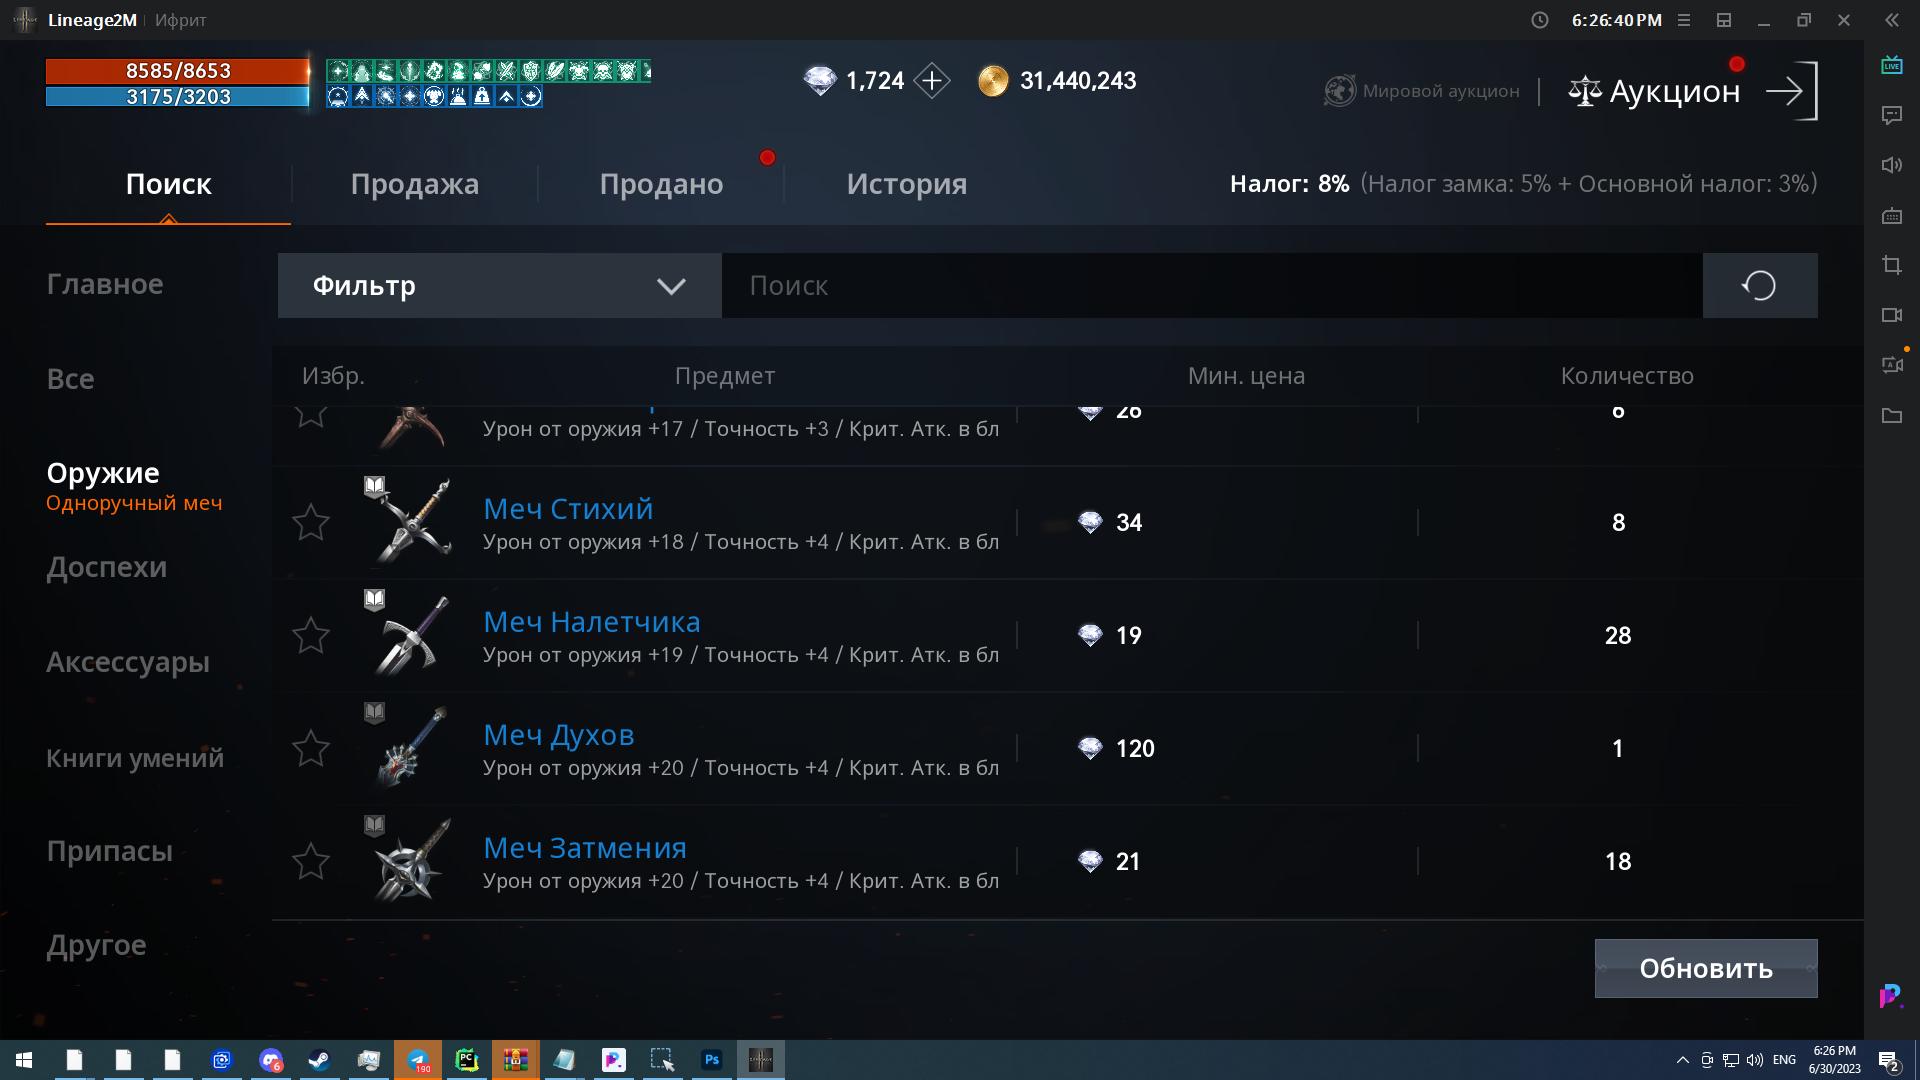 Lineage2M Ифрит 6:26:40 PM
8585/8653
3175/3203
1,724
31,440,243
Мировой аукцион
Аукцион
Поиск
Продажа
Продано
История
Налог: 8% (Налог замка: 5% + Основной налог: 3%)
LIVE
Главное
Все
Оружие
Одноручный меч
Доспехи
Аксессуары
Книги умений
Припасы
Другое
Фильтр
Поиск
Избр. Предмет Мин. цена Количество
Урон от оружия +17 / Точность +3 / Крит. Атк. в бл
26 6
Меч Стихий
Урон от оружия +18 / Точность +4 / Крит. Атк. в бл
34 8
Меч Налетчика
Урон от оружия +19 / Точность +4 / Крит. Атк. в бл
19 28
Меч Духов
Урон от оружия +20 / Точность +4 / Крит. Атк. в бл
120 1
Меч Затмения
Урон от оружия +20 / Точность +4 / Крит. Атк. в бл
21 18
Обновить
6
190
PC
Ps
ENG
6:26 PM
6/30/2023
2